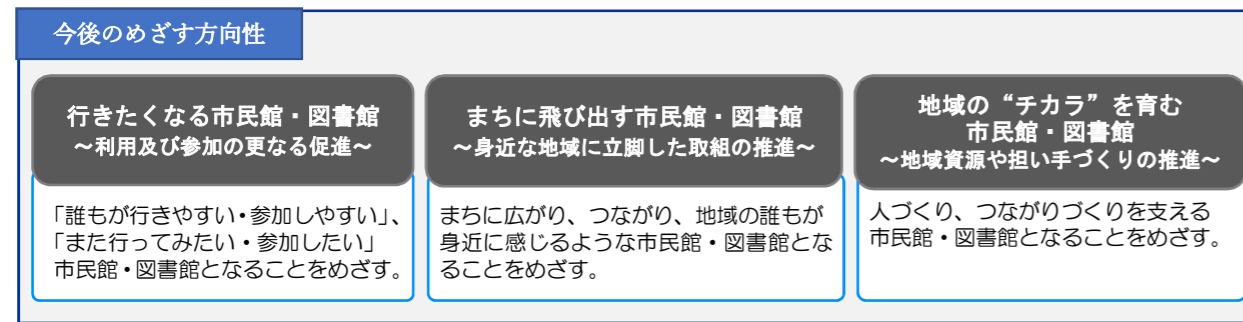 今後のめざす方向性
行きたくなる市民館・図書館
～利用及び参加の更なる促進～
「誰もが行きやすい・参加しやすい」、
「また行ってみたい・参加したい」
市民館・図書館となることをめざす。
まちに飛び出す市民館・図書館
～身近な地域に立脚した取組の推進～
まちに広がり、つながり、地域の誰もが
身近に感じるような市民館・図書館とな
ることをめざす。
地域の“チカラ”を育む
市民館・図書館
～地域資源や担い手づくりの推進～
人づくり、つながりづくりを支える
市民館・図書館となることをめざす。